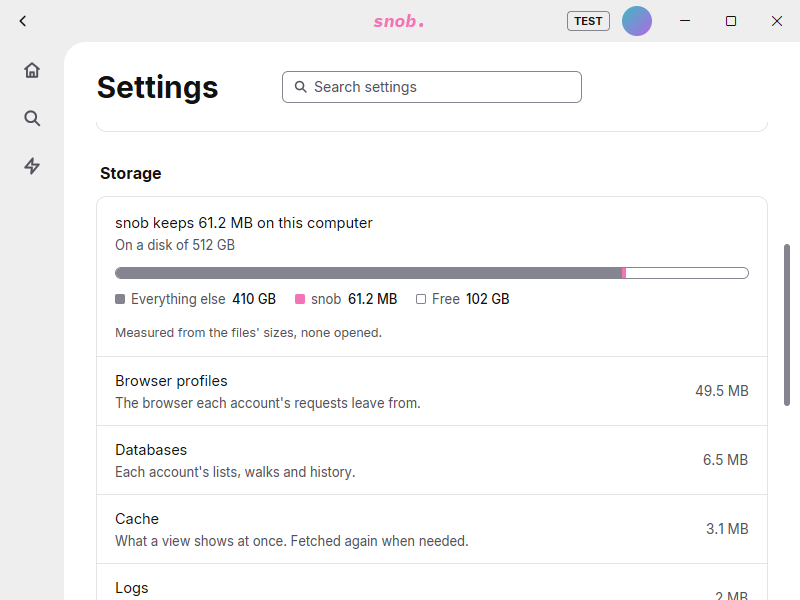 snob.
TEST
Settings
Search settings
Storage
snob keeps 61.2 MB on this computer
On a disk of 512 GB
Everything else 410 GB snob 61.2 MB Free 102 GB
Measured from the files' sizes, none opened.
Browser profiles
The browser each account's requests leave from.
49.5 MB
Databases
Each account's lists, walks and history.
6.5 MB
Cache
What a view shows at once. Fetched again when needed.
3.1 MB
Logs
2 MB